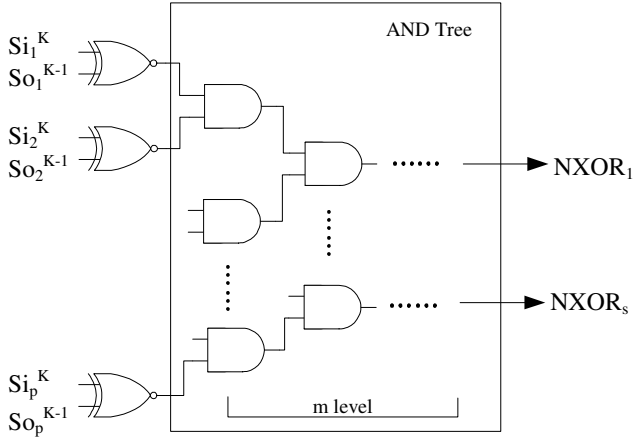 AND Tree
Si₁ᴷ
So₁ᴷ⁻¹
Si₂ᴷ
So₂ᴷ⁻¹
NXOR₁
NXORₛ
Siₚᴷ
Soₚᴷ⁻¹
m level